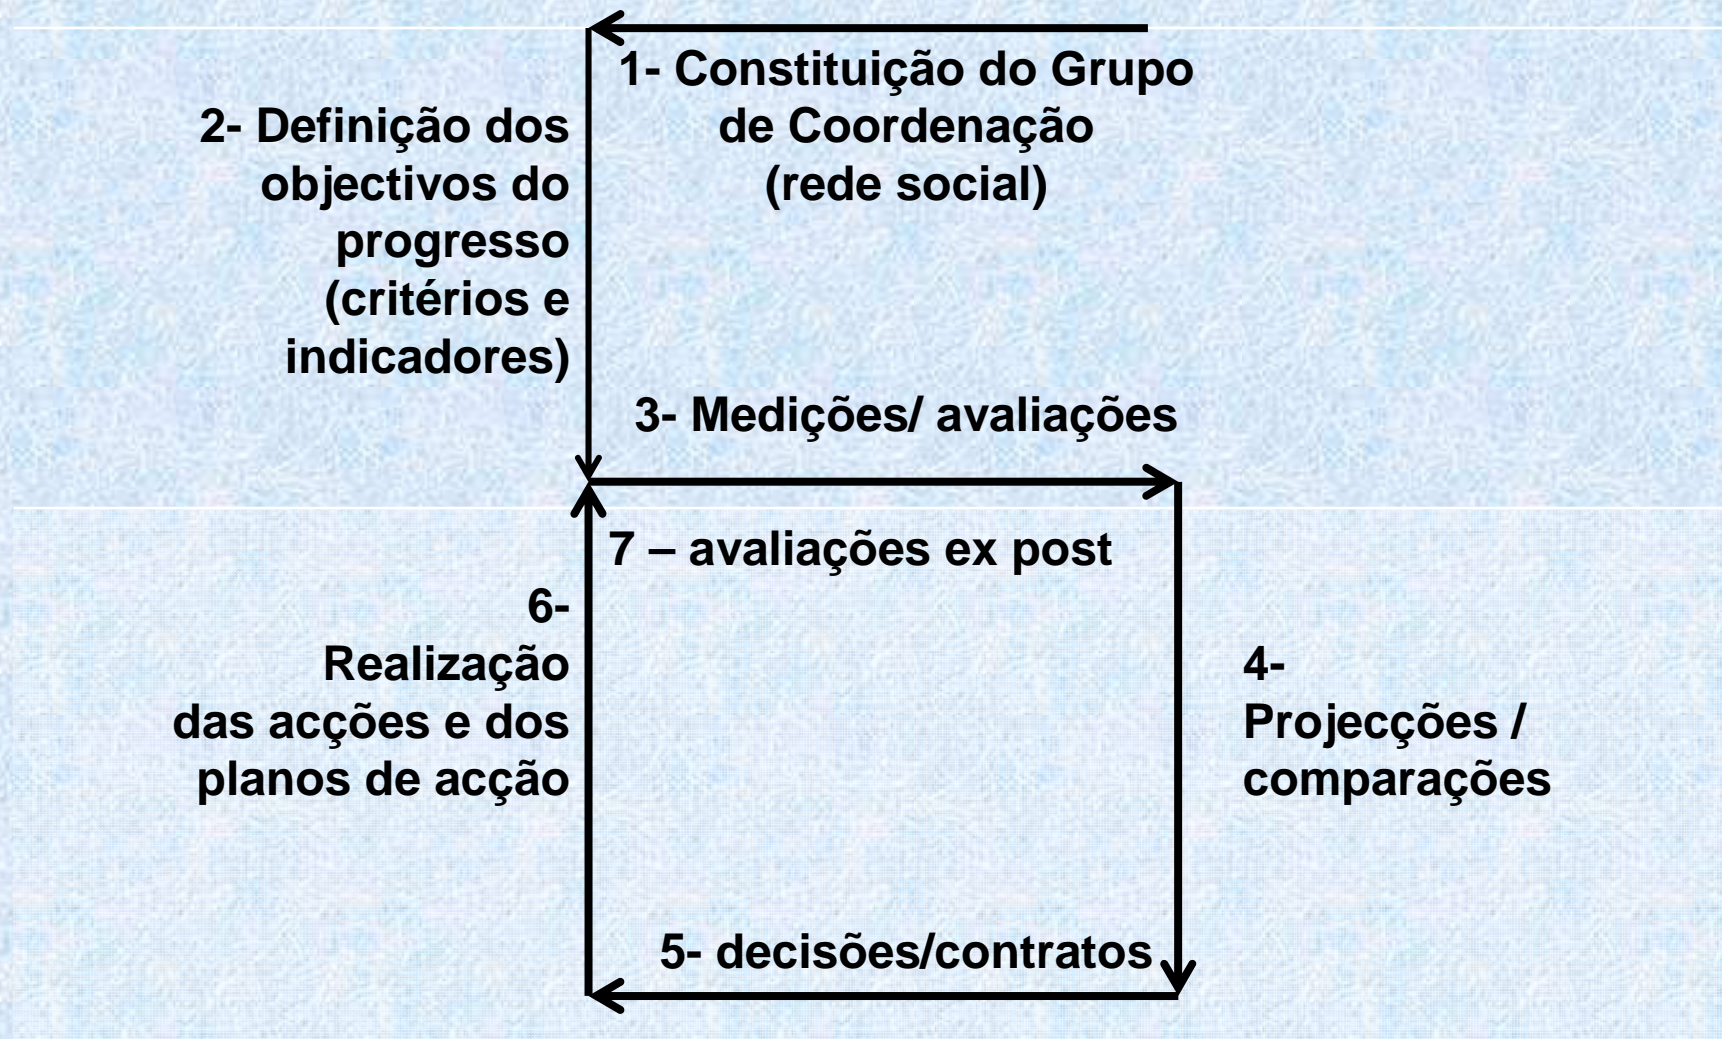 1- Constituição do Grupo
de Coordenação
(rede social)
2- Definição dos
objectivos do
progresso
(critérios e
indicadores)
3- Medições/ avaliações
7 – avaliações ex post
6-
Realização
das acções e dos
planos de acção
4-
Projecções /
comparações
5- decisões/contratos